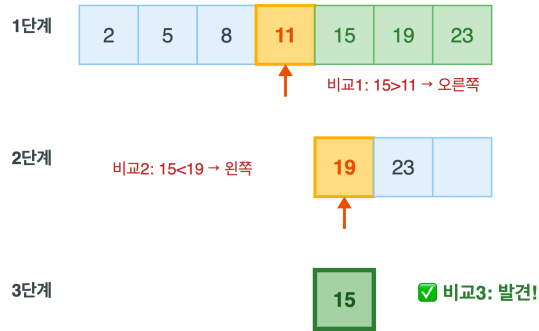 1단계
2 5 8 11 15 19 23
비교1: 15>11 → 오른쪽
2단계
비교2: 15<19 → 왼쪽
19 23
3단계
15
✅ 비교3: 발견!